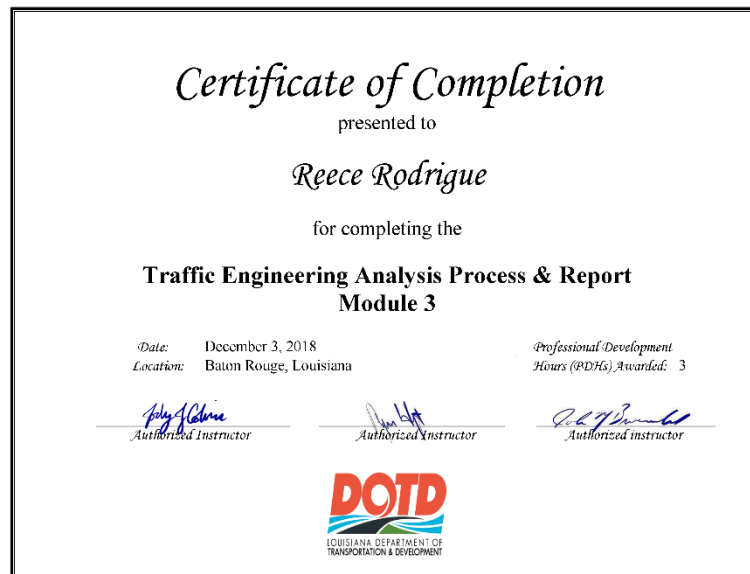 Certificate of Completion
presented to
Reece Rodrigue
for completing the
Traffic Engineering Analysis Process & Report
Module 3
Date: December 3, 2018
Location: Baton Rouge, Louisiana
Professional Development
Hours (PDHs) Awarded: 3
Authorized Instructor
Authorized Instructor
Authorized instructor
DOTD
LOUISIANA DEPARTMENT OF
TRANSPORTATION & DEVELOPMENT